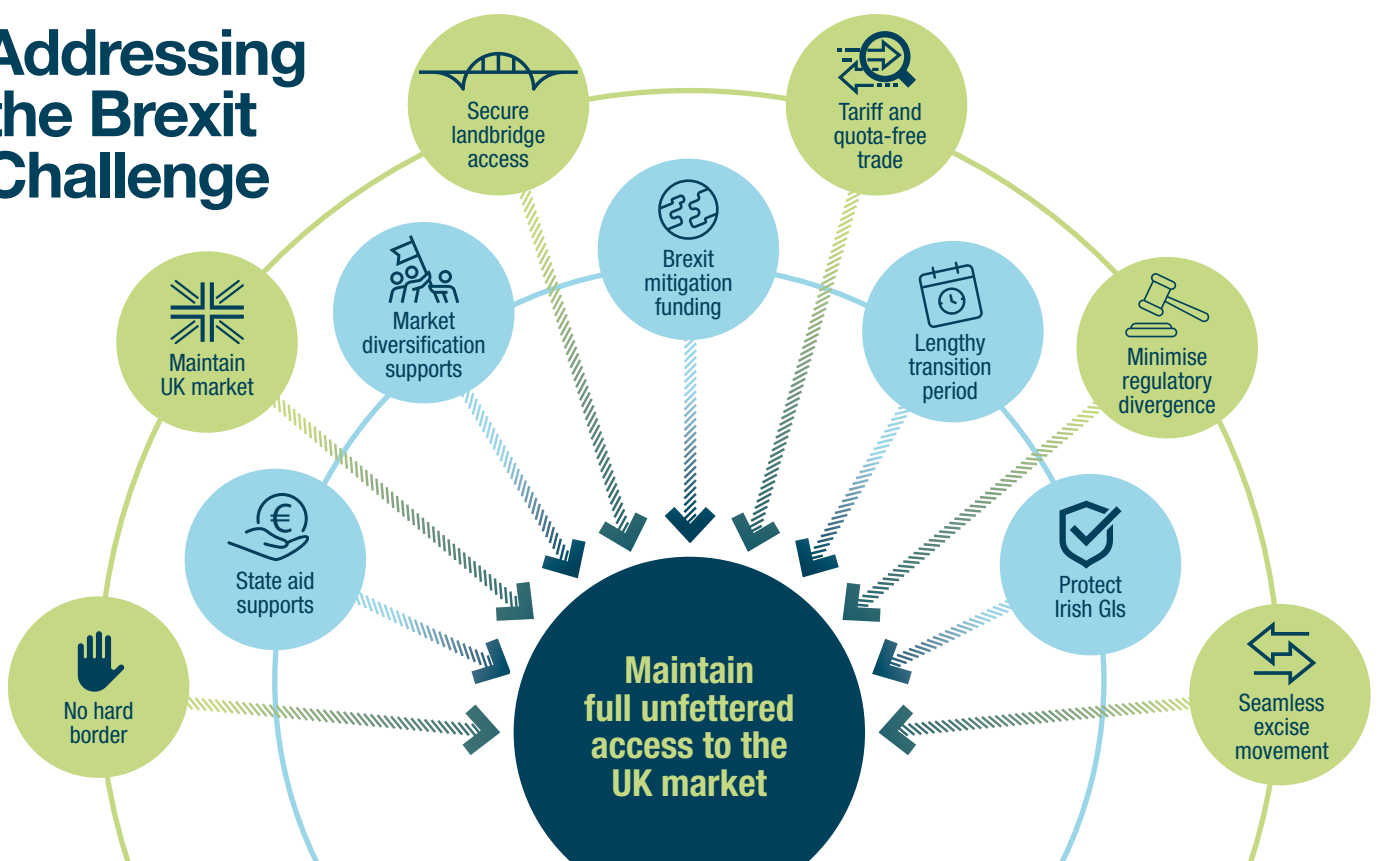 Addressing
the Brexit
Challenge
Secure
landbridge
access
Tariff and
quota-free
trade
Brexit
mitigation
funding
Market
diversification
supports
Lengthy
transition
period
Maintain
UK market
Minimise
regulatory
divergence
€
State aid
supports
Protect
Irish GIs
No hard
border
Seamless
excise
movement
Maintain
full unfettered
access to the
UK market